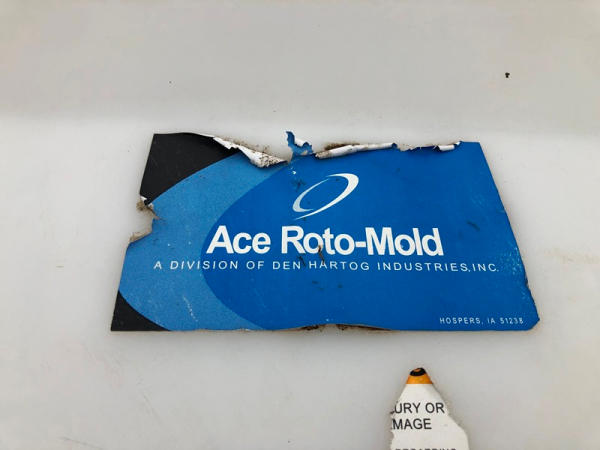 Ace Roto-Mold
A DIVISION OF DEN HARTOG INDUSTRIES, INC.
HOSPERS, IA 51238
URY OR
MAGE